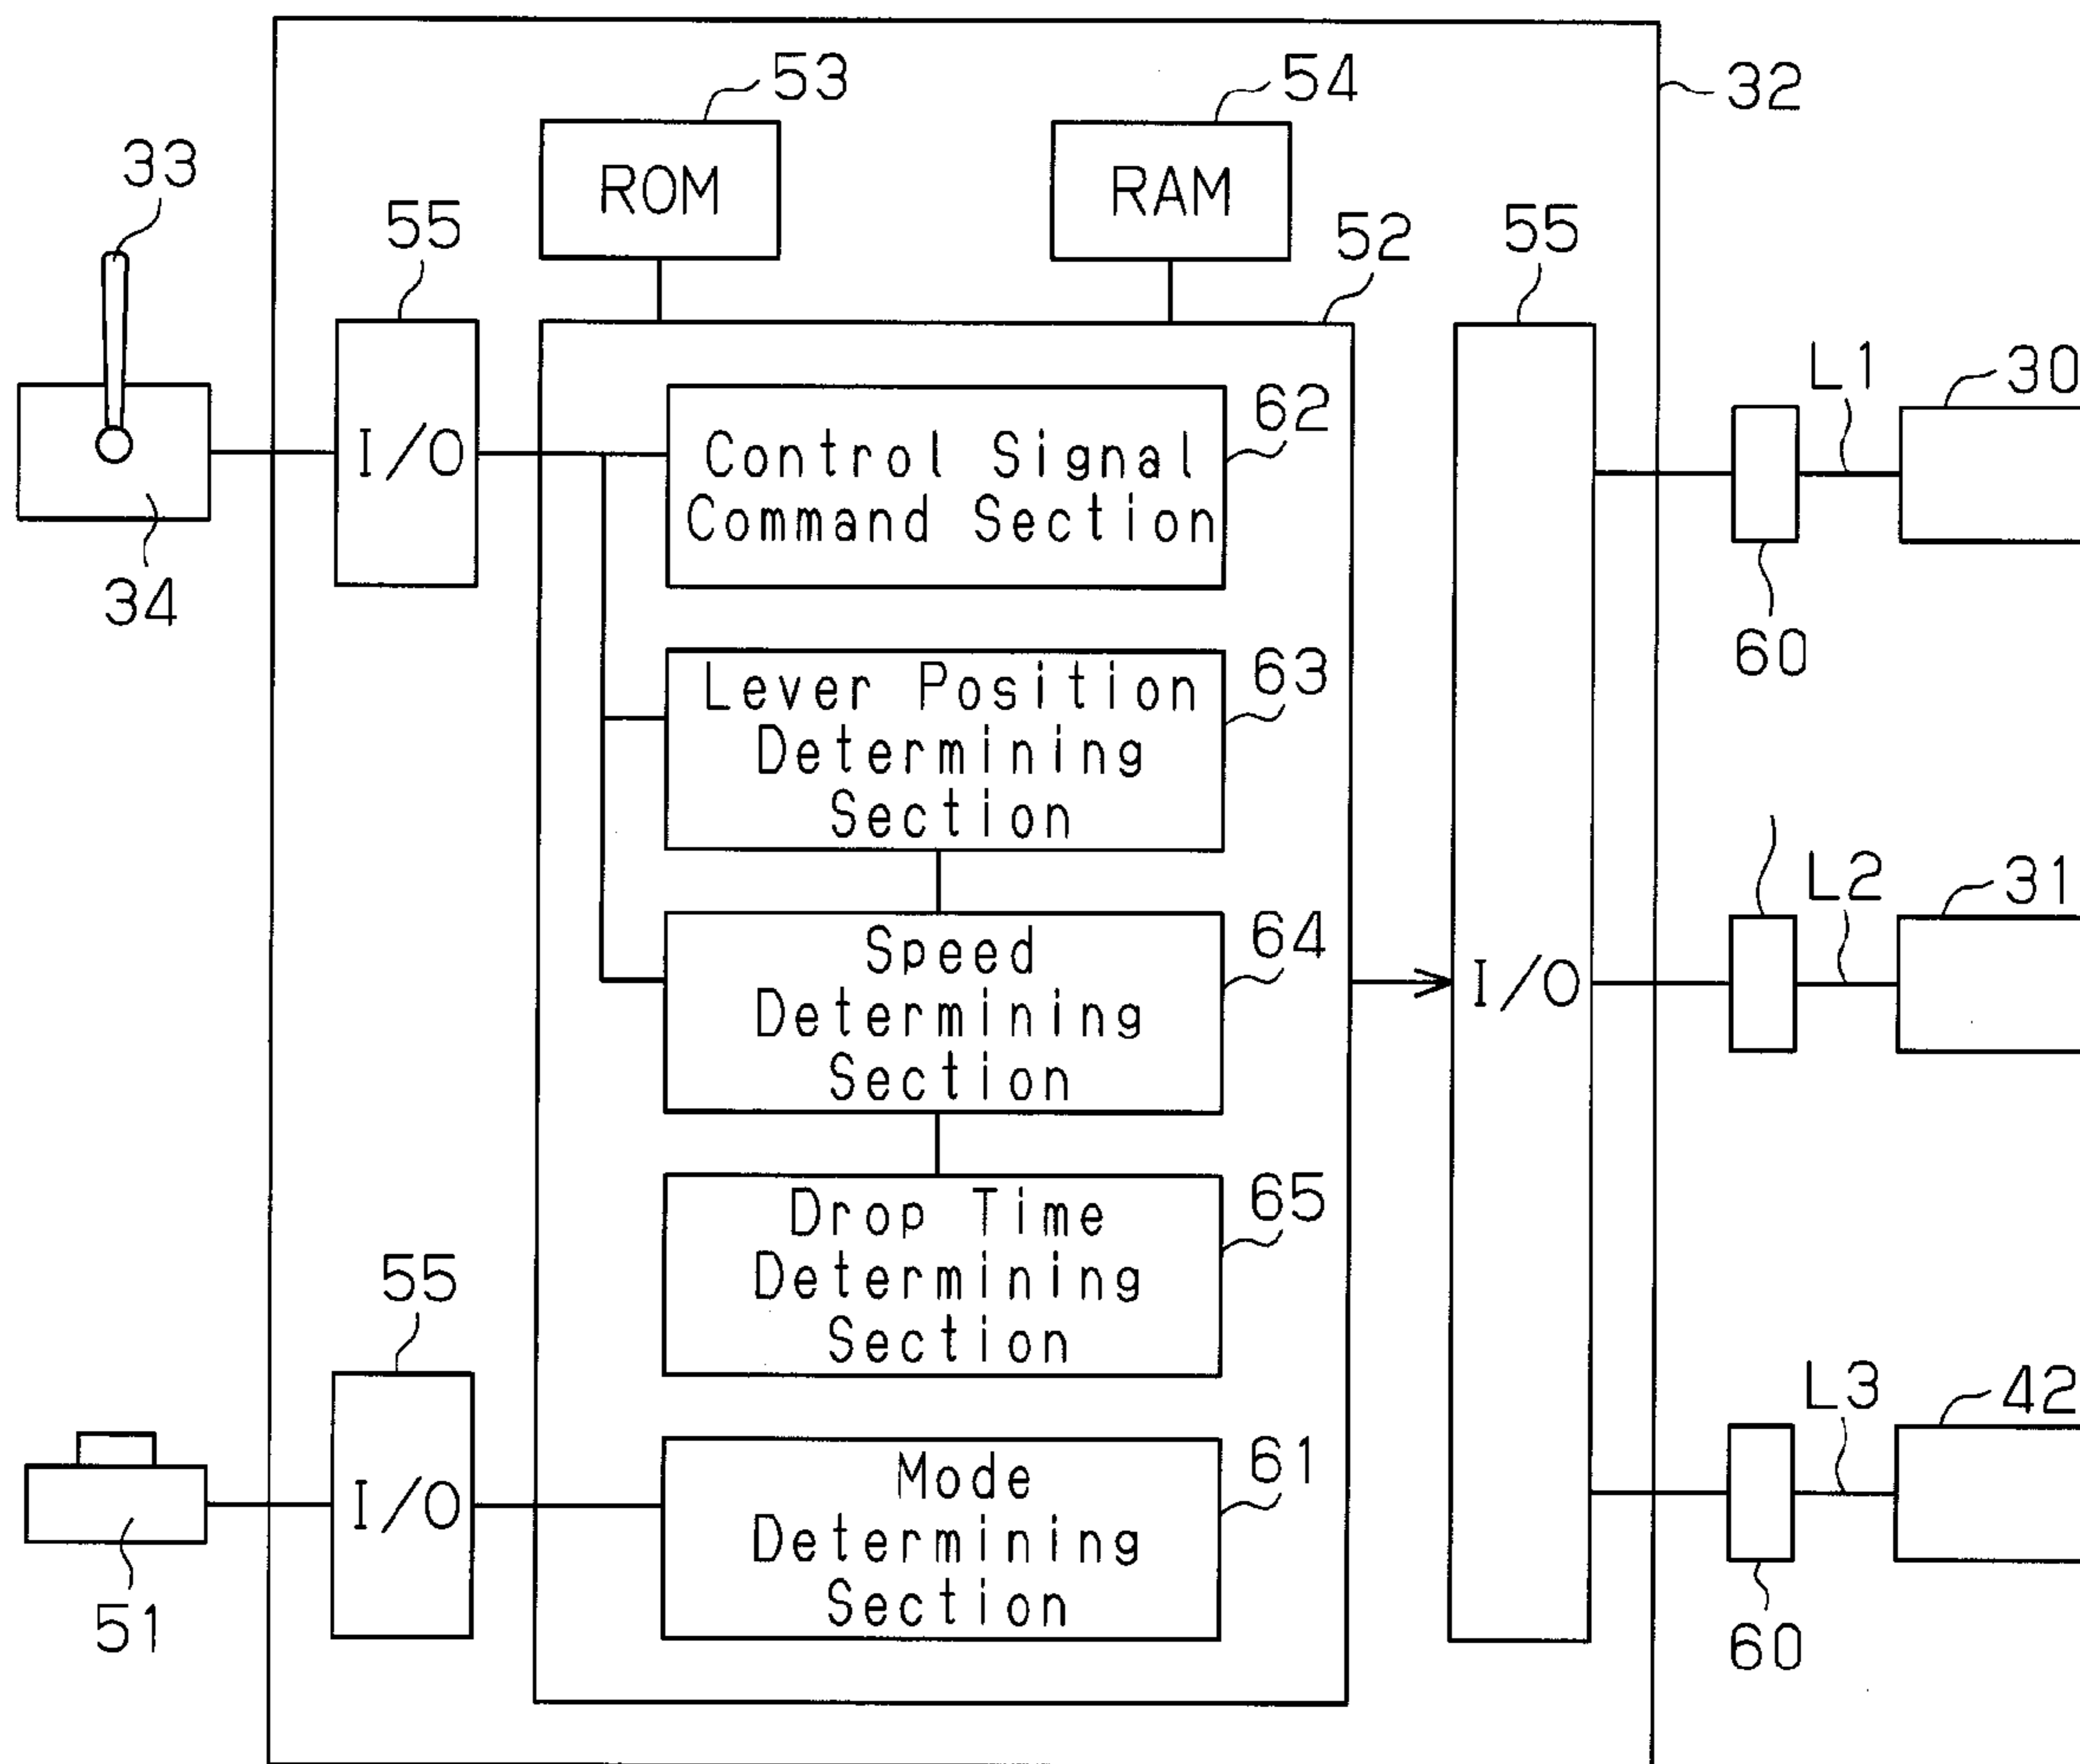 53
54
32
33
ROM
RAM
55
52
55
I/O
62
Control Signal
Command Section
L1
30
34
60
63
Lever Position
Determining
Section
L2
31
64
Speed
Determining
Section
I/O
65
Drop Time
Determining
Section
55
L3
42
61
I/O
Mode
Determining
Section
51
60